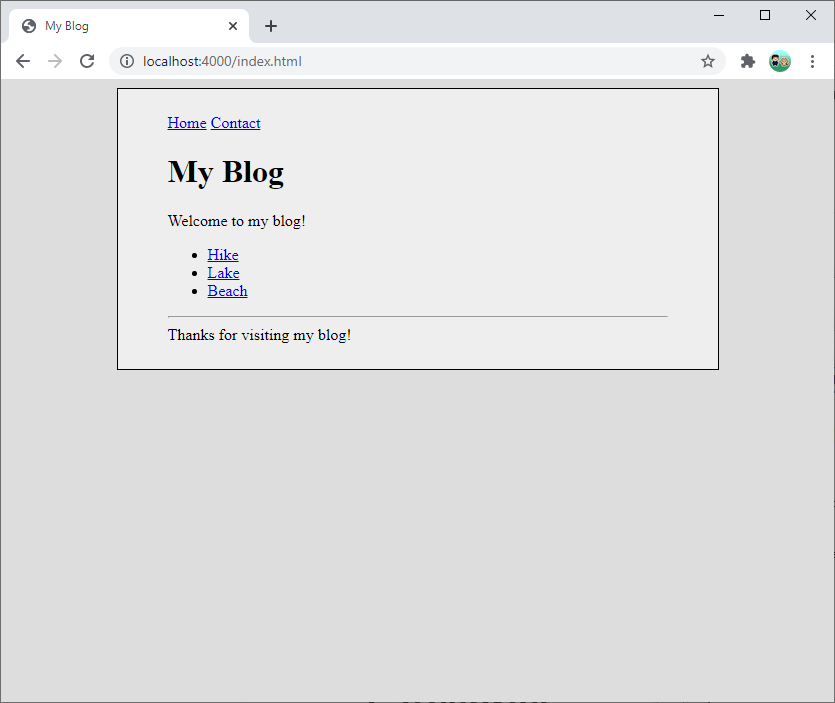 My Blog
localhost:4000/index.html
Home Contact
My Blog
Welcome to my blog!
Hike
Lake
Beach
Thanks for visiting my blog!